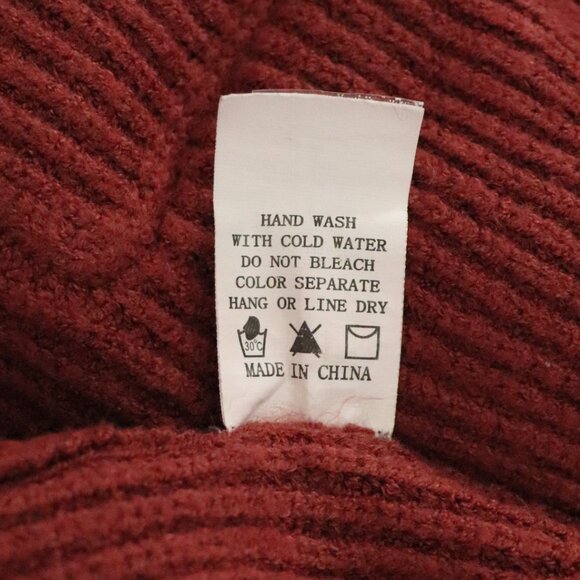 HAND WASH
WITH COLD WATER
DO NOT BLEACH
COLOR SEPARATE
HANG OR LINE DRY
30°C
MADE IN CHINA